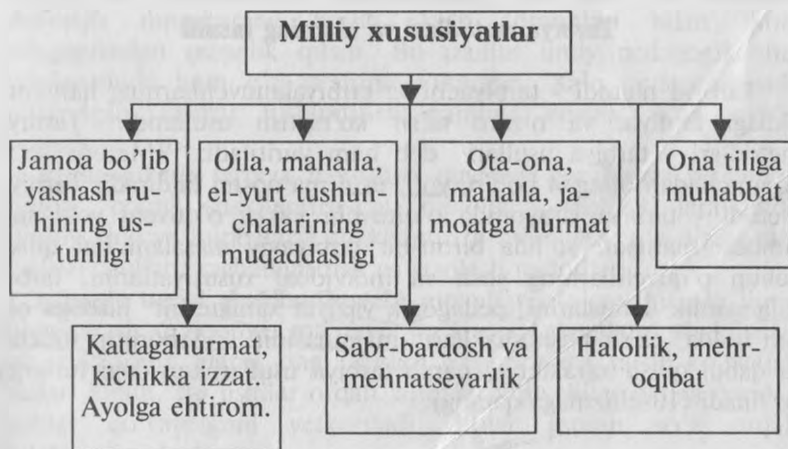 Milliy xususiyatlar
Jamoa bo'lib
yashash ru-
hining us-
tunligi
Oila, mahalla,
el-yurt tushun-
chalarining
muqaddasligi
Ota-ona,
mahalla, ja-
moatga hurmat
Ona tiliga
muhabbat
Kattagahurmat,
kichikka izzat.
Ayolga ehtirom.
Sabr-bardosh va
mehnatsevarlik
Halollik, mehr-
oqibat